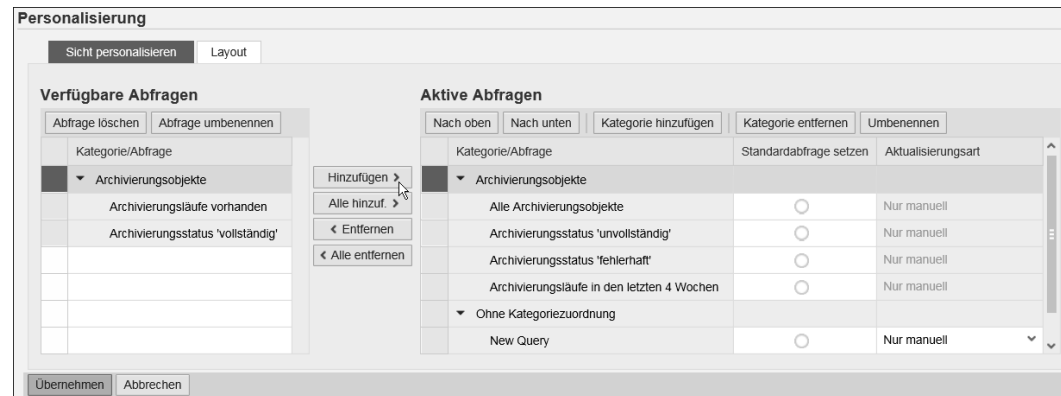 Personalisierung
Sicht personalisieren Layout
Verfügbare Abfragen Aktive Abfragen
Abfrage löschen Abfrage umbenennen Nach oben Nach unten Kategorie hinzufügen Kategorie entfernen Umbenennen
Kategorie/Abfrage Kategorie/Abfrage Standardabfrage setzen Aktualisierungsart
Archivierungsobjekte Hinzufügen Archivierungsobjekte
Archivierungsläufe vorhanden Alle hinzuf. Alle Archivierungsobjekte Nur manuell
Archivierungsstatus 'vollständig' Entfernen Archivierungsstatus 'unvollständig' Nur manuell
Alle entfernen Archivierungsstatus 'fehlerhaft' Nur manuell
Archivierungsläufe in den letzten 4 Wochen Nur manuell
Ohne Kategoriezuordnung
New Query Nur manuell
Übernehmen Abbrechen